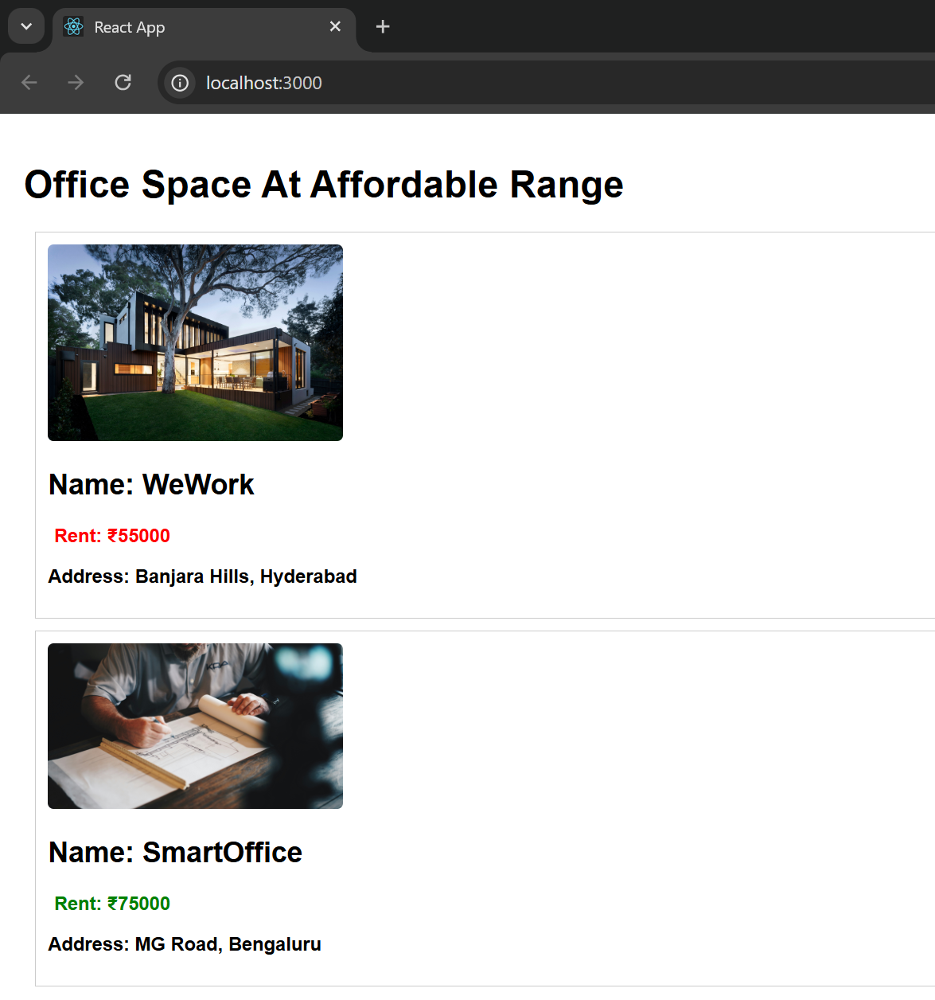 React App
localhost:3000
Office Space At Affordable Range
Name: WeWork
Rent: ₹55000
Address: Banjara Hills, Hyderabad
Name: SmartOffice
Rent: ₹75000
Address: MG Road, Bengaluru